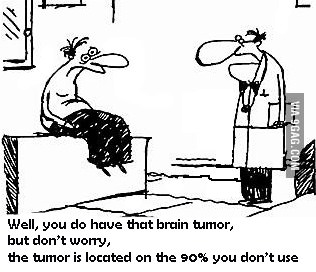 VIA 9GAG.COM
Well, you do have that brain tumor,
but don't worry,
the tumor is located on the 90% you don't use